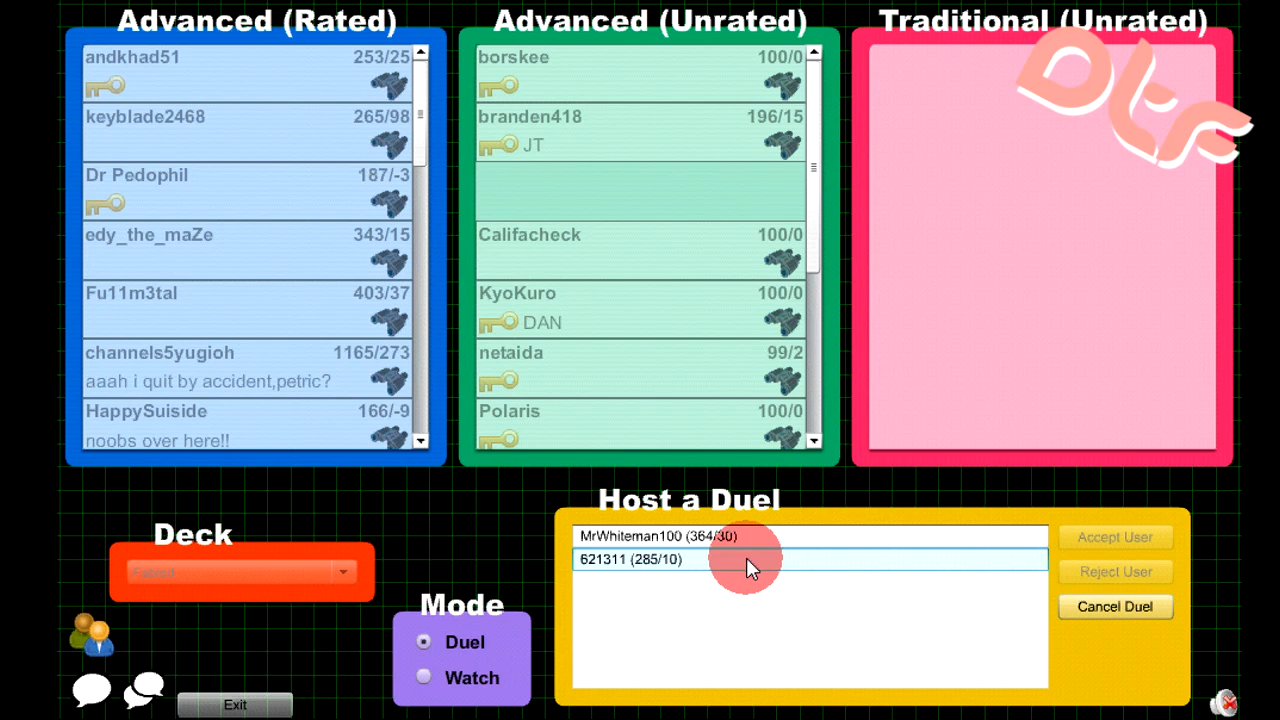 Advanced (Rated)
andkhad51 253/25
keyblade2468 265/98
Dr Pedophil 187/-3
edy_the_maZe 343/15
Fu11m3tal 403/37
channels5yugioh 1165/273
aaah i quit by accident,petric?
HappySuiside 166/-9
noobs over here!!
Advanced (Unrated)
borskee 100/0
branden418 196/15
JT
Califacheck 100/0
KyoKuro 100/0
DAN
netaida 99/2
Polaris 100/0
Traditional (Unrated)
DTF
Deck
Mode
Duel
Watch
Exit
Host a Duel
MrWhiteman100 (364/30)
621311 (285/10)
Accept User
Reject User
Cancel Duel